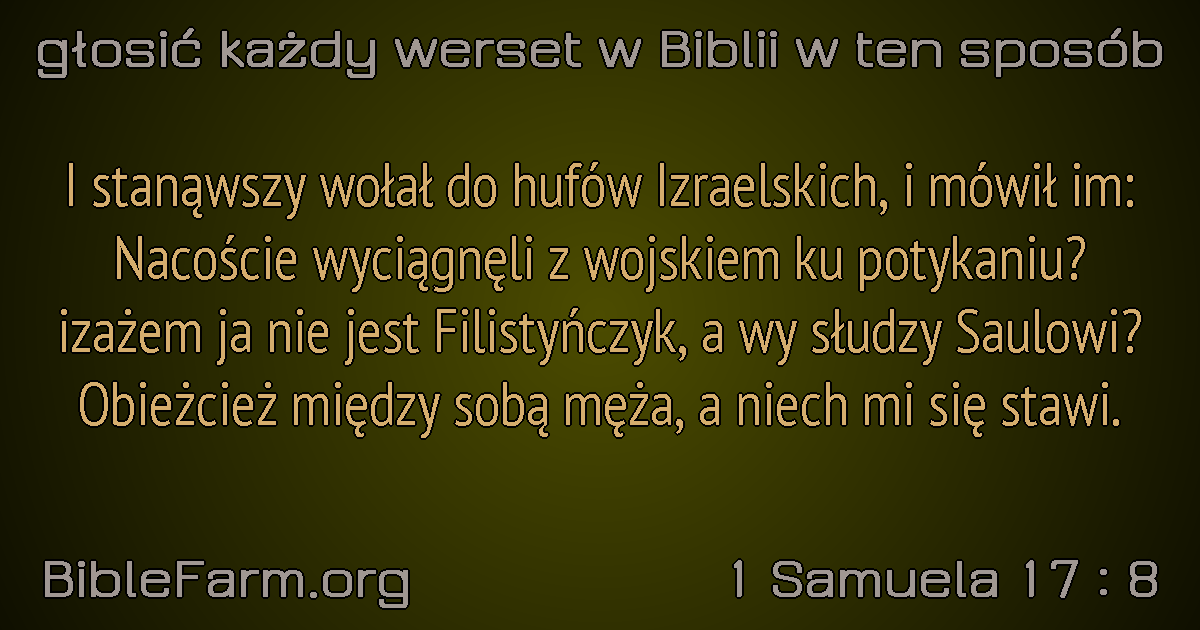 głosić każdy werset w Biblii w ten sposób
I stanąwszy wołał do hufów Izraelskich, i mówił im:
Nacoście wyciągnęli z wojskiem ku potykaniu?
izażem ja nie jest Filistyńczyk, a wy słudzy Saulowi?
Obieżcież między sobą męża, a niech mi się stawi.
BibleFarm.org
1 Samuela 17 : 8